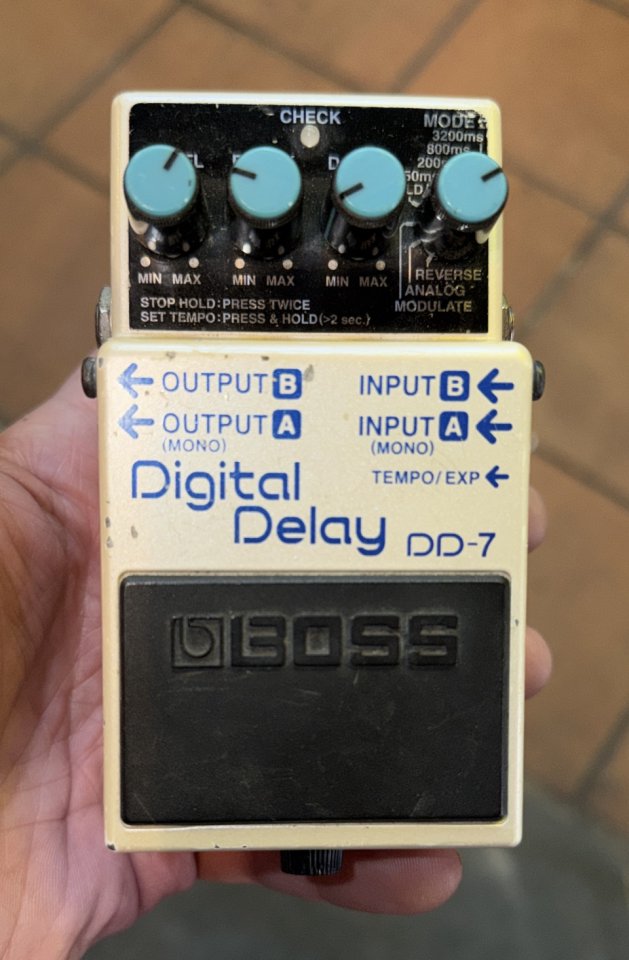 CHECK
MODE
3200ms
800ms
MIN MAX MIN MAX MIN MAX
REVERSE
ANALOG
MODULATE
STOP HOLD:PRESS TWICE
SET TEMPO:PRESS & HOLD(>2 sec.)
← OUTPUT B INPUT B ←
← OUTPUT A INPUT A ←
(MONO) (MONO)
TEMPO/EXP ←
Digital
Delay DD-7
BOSS